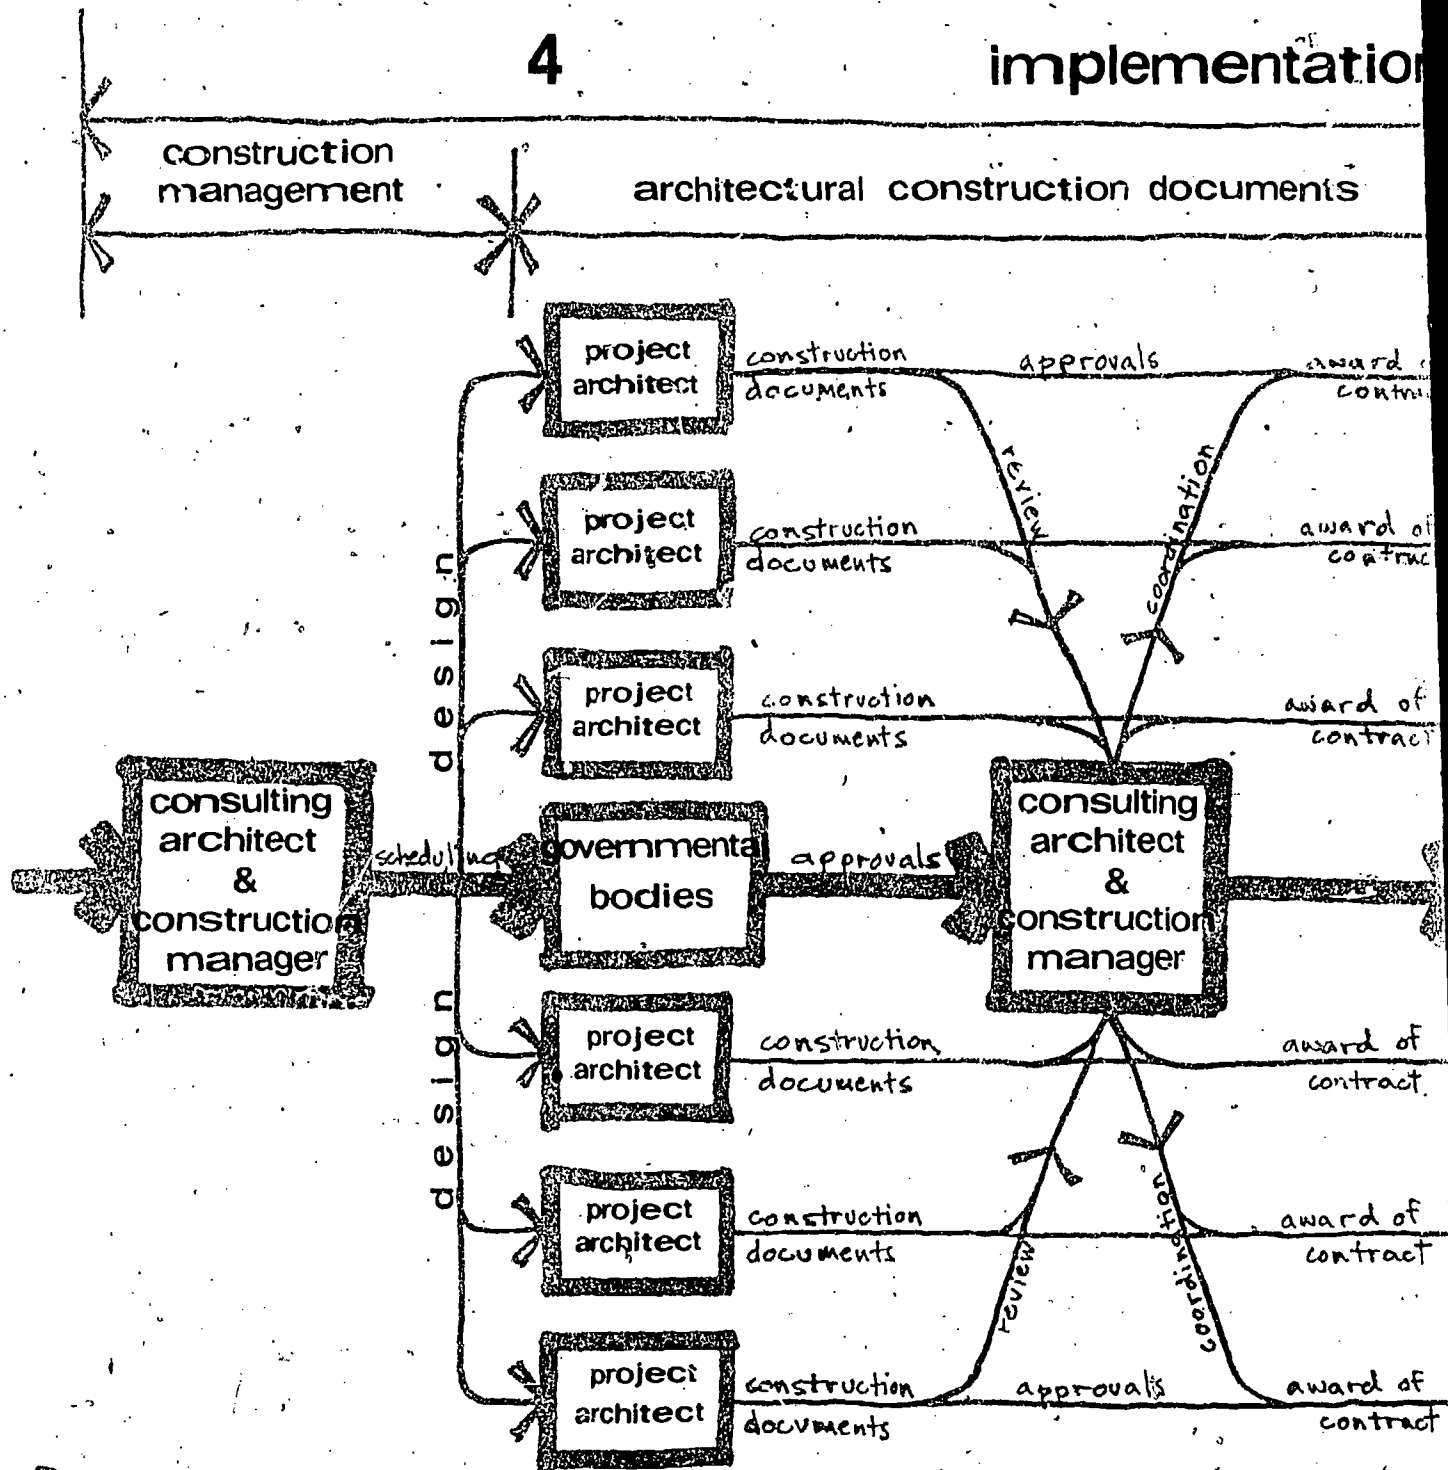 4
implementation
construction
management
architectural construction documents
project
architect
construction
documents
approvals
award
review
coordination
project
architect
construction
documents
award of
design
project
architect
construction
documents
award of
contract
consulting
architect
&
construction
manager
scheduling
governmental
bodies
approvals
consulting
architect
&
construction
manager
design
project
architect
construction
documents
award of
contract
project
architect
construction
documents
award of
contract
review
coordination
project
architect
construction
documents
approvals
award of
contract